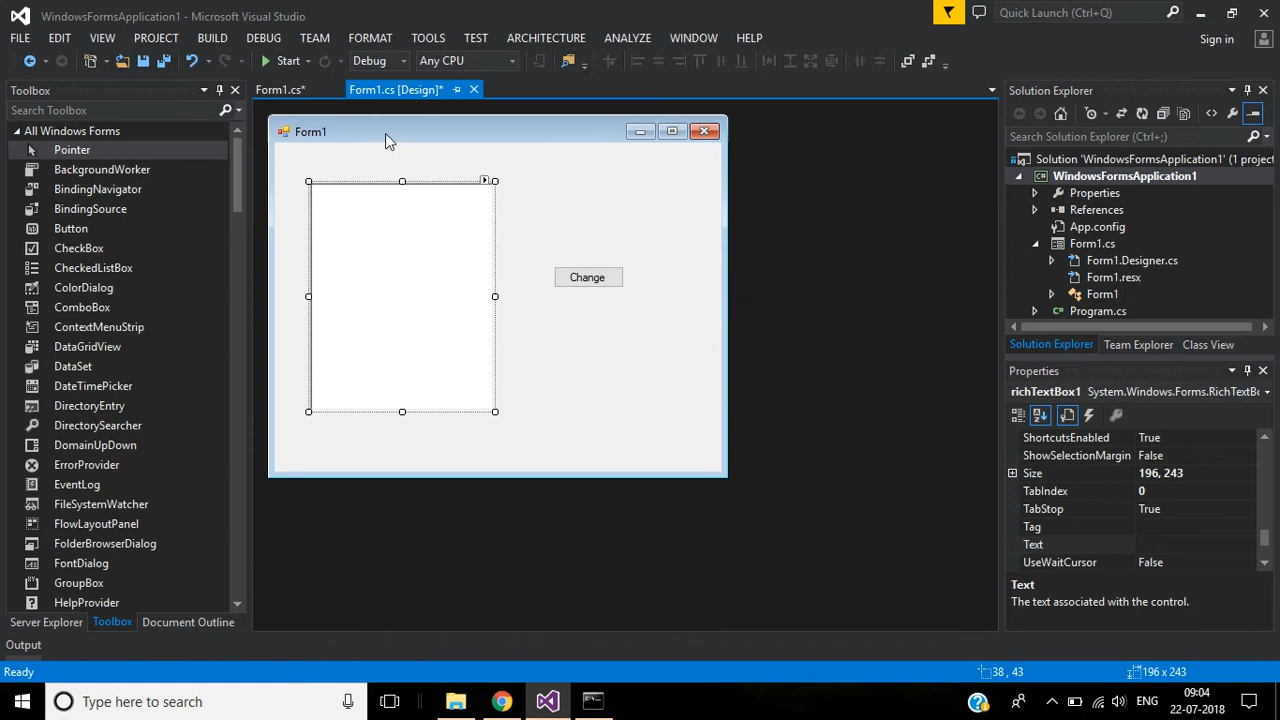 WindowsFormsApplication1 - Microsoft Visual Studio
Quick Launch (Ctrl+Q)
FILE EDIT VIEW PROJECT BUILD DEBUG TEAM FORMAT TOOLS TEST ARCHITECTURE ANALYZE WINDOW HELP
Sign in
Start Debug Any CPU
Toolbox
Search Toolbox
All Windows Forms
Pointer
BackgroundWorker
BindingNavigator
BindingSource
Button
CheckBox
CheckedListBox
ColorDialog
ComboBox
ContextMenuStrip
DataGridView
DataSet
DateTimePicker
DirectoryEntry
DirectorySearcher
DomainUpDown
ErrorProvider
EventLog
FileSystemWatcher
FlowLayoutPanel
FolderBrowserDialog
FontDialog
GroupBox
HelpProvider
Server Explorer Toolbox Document Outline
Form1.cs* Form1.cs [Design]*
Form1
Change
Solution Explorer
Search Solution Explorer (Ctrl+;)
Solution 'WindowsFormsApplication1' (1 project
WindowsFormsApplication1
Properties
References
App.config
Form1.cs
Form1.Designer.cs
Form1.resx
Form1
Program.cs
Solution Explorer Team Explorer Class View
Properties
richTextBox1 System.Windows.Forms.RichTextBo
ShortcutsEnabled True
ShowSelectionMargin False
Size 196, 243
TabIndex 0
TabStop True
Tag
Text
UseWaitCursor False
Text
The text associated with the control.
Output
Ready 38 , 43 196 x 243
Type here to search
ENG
09:04
22-07-2018